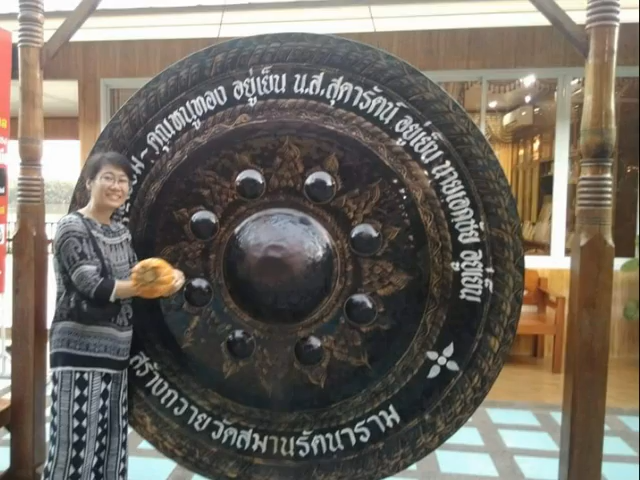 คุณหนูทอง อยู่เย็น น.ส.สุดารัตน์ อยู่เย็น นายเอกชัย อยู่เย็น
สร้างถวาย วัดสมานรัตนาราม